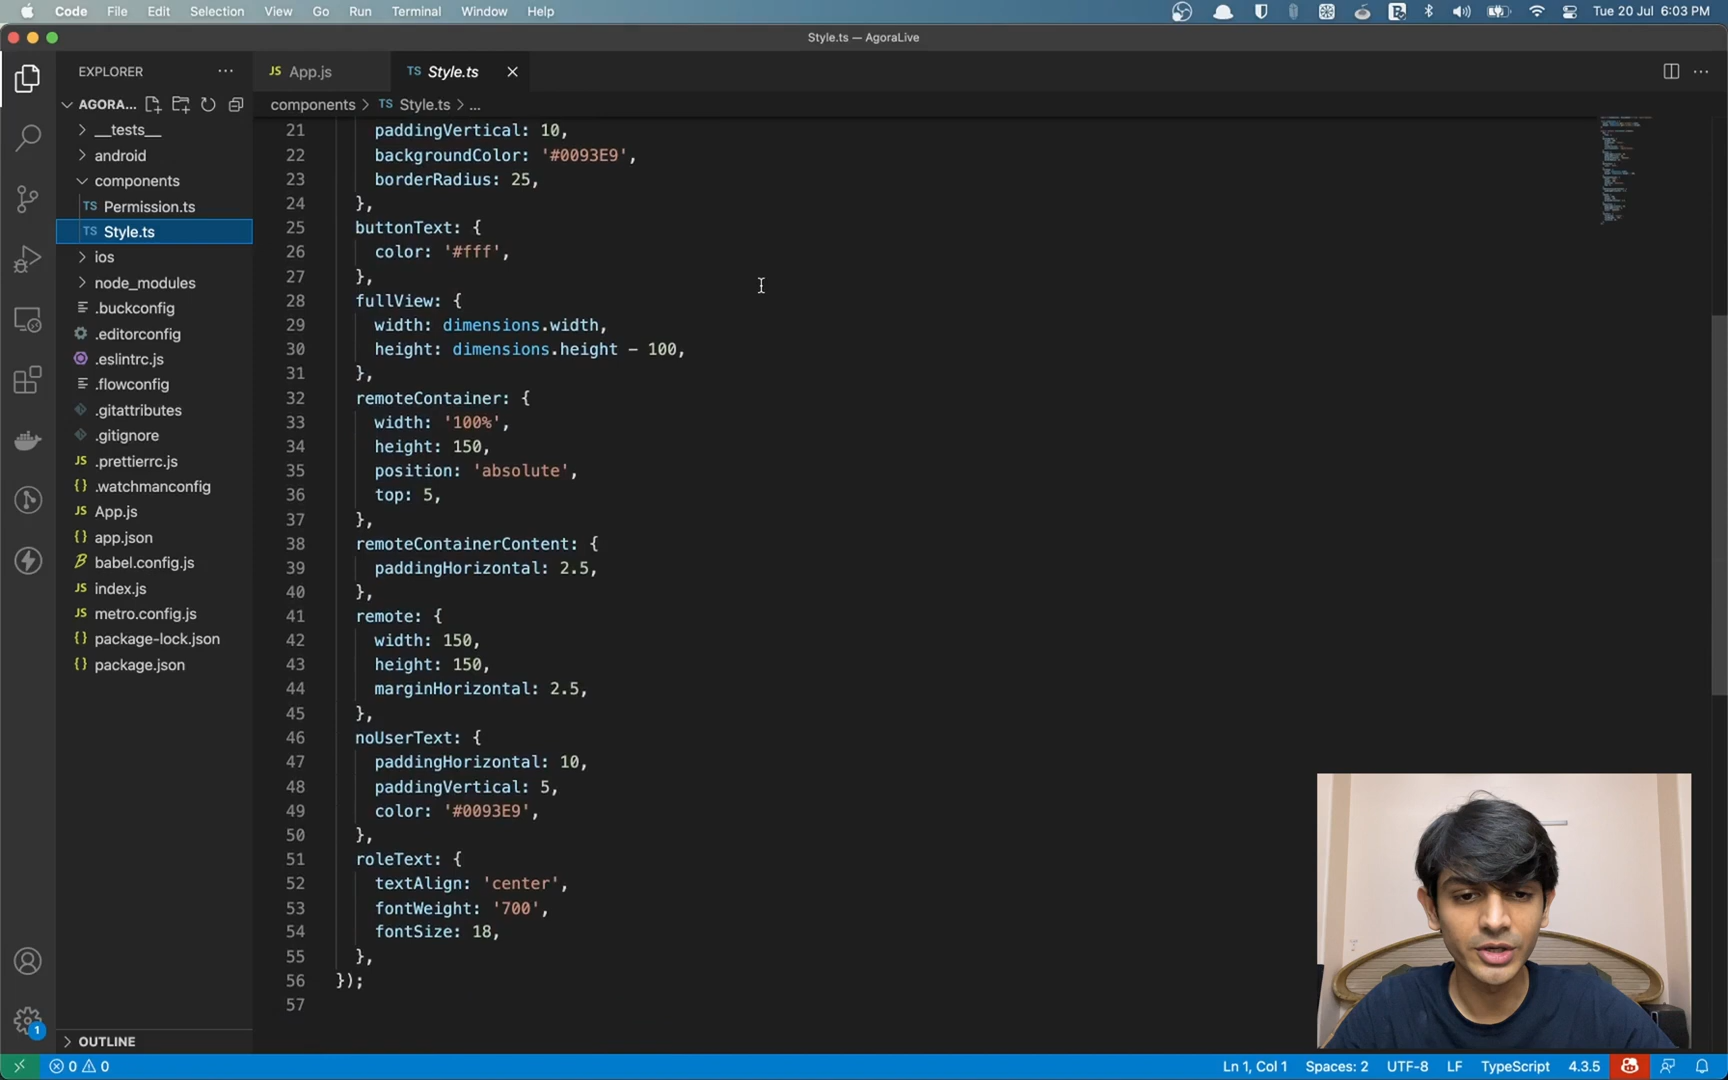 Code File Edit Selection View Go Run Terminal Window Help Tue 20 Jul 6:03 PM
Style.ts — AgoraLive
EXPLORER ··· JS App.js TS Style.ts ···
AGORA... components > TS Style.ts > ...
__tests__
android
components
TS Permission.ts
TS Style.ts
ios
node_modules
.buckconfig
.editorconfig
.eslintrc.js
.flowconfig
.gitattributes
.gitignore
JS .prettierrc.js
{} .watchmanconfig
JS App.js
{} app.json
babel.config.js
JS index.js
JS metro.config.js
{} package-lock.json
{} package.json
OUTLINE
21 paddingVertical: 10,
22 backgroundColor: '#0093E9',
23 borderRadius: 25,
24 },
25 buttonText: {
26 color: '#fff',
27 },
28 fullView: {
29 width: dimensions.width,
30 height: dimensions.height - 100,
31 },
32 remoteContainer: {
33 width: '100%',
34 height: 150,
35 position: 'absolute',
36 top: 5,
37 },
38 remoteContainerContent: {
39 paddingHorizontal: 2.5,
40 },
41 remote: {
42 width: 150,
43 height: 150,
44 marginHorizontal: 2.5,
45 },
46 noUserText: {
47 paddingHorizontal: 10,
48 paddingVertical: 5,
49 color: '#0093E9',
50 },
51 roleText: {
52 textAlign: 'center',
53 fontWeight: '700',
54 fontSize: 18,
55 },
56 });
57
1
0 0 Ln 1, Col 1 Spaces: 2 UTF-8 LF TypeScript 4.3.5